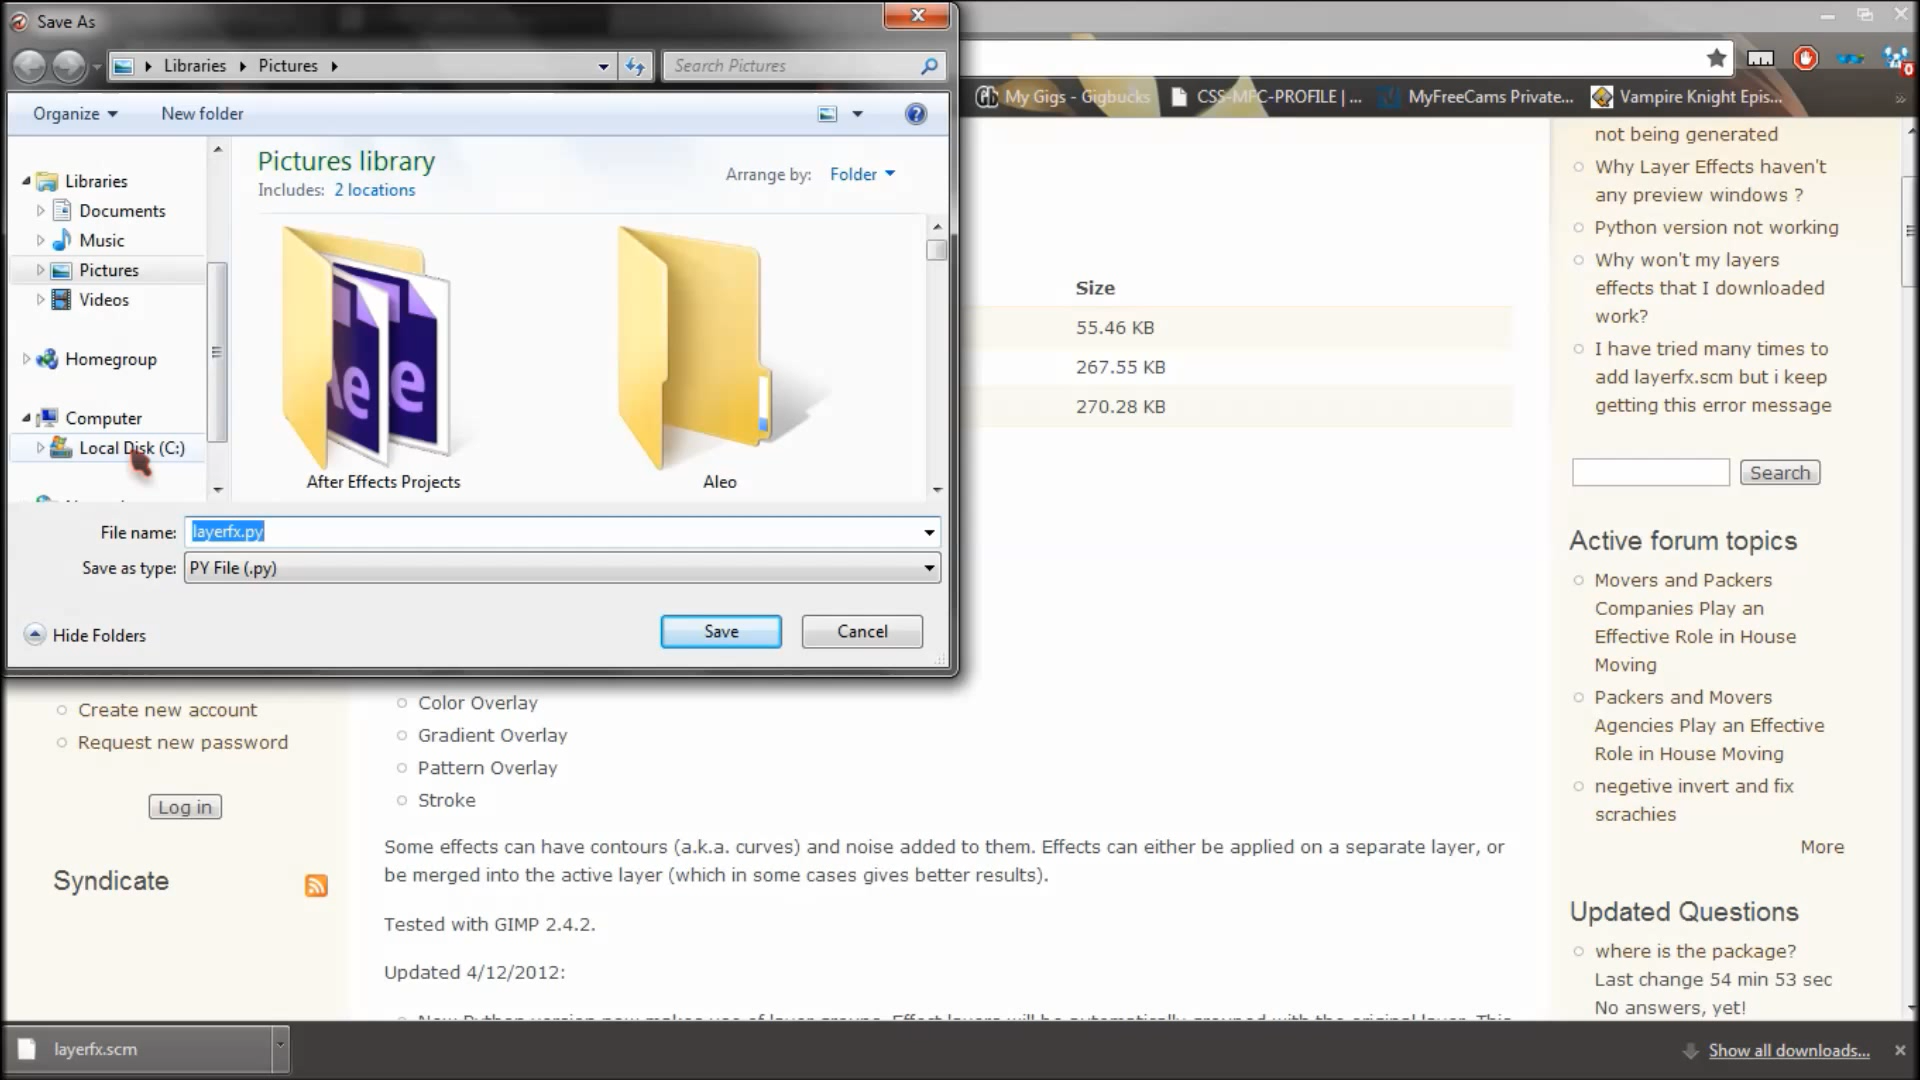 Save As
Libraries
Pictures
Search Pictures
Organize
New folder
Libraries
Documents
Music
Pictures
Videos
Homegroup
Computer
Local Disk (C:)
Pictures library
Includes: 2 locations
Arrange by: Folder
After Effects Projects
Aleo
File name: layerfx.py
Save as type: PY File (.py)
Hide Folders
Save
Cancel
My Gigs - Gigbucks
CSS-MFC-PROFILE | ...
MyFreeCams Private...
Vampire Knight Epis...
0
Size
55.46 KB
267.55 KB
270.28 KB
Create new account
Request new password
Log in
Syndicate
Color Overlay
Gradient Overlay
Pattern Overlay
Stroke
Some effects can have contours (a.k.a. curves) and noise added to them. Effects can either be applied on a separate layer, or
be merged into the active layer (which in some cases gives better results).
Tested with GIMP 2.4.2.
Updated 4/12/2012:
not being generated
Why Layer Effects haven't
any preview windows ?
Python version not working
Why won't my layers
effects that I downloaded
work?
I have tried many times to
add layerfx.scm but i keep
getting this error message
Search
Active forum topics
Movers and Packers
Companies Play an
Effective Role in House
Moving
Packers and Movers
Agencies Play an Effective
Role in House Moving
negetive invert and fix
scrachies
More
Updated Questions
where is the package?
Last change 54 min 53 sec
No answers, yet!
layerfx.scm
Show all downloads...